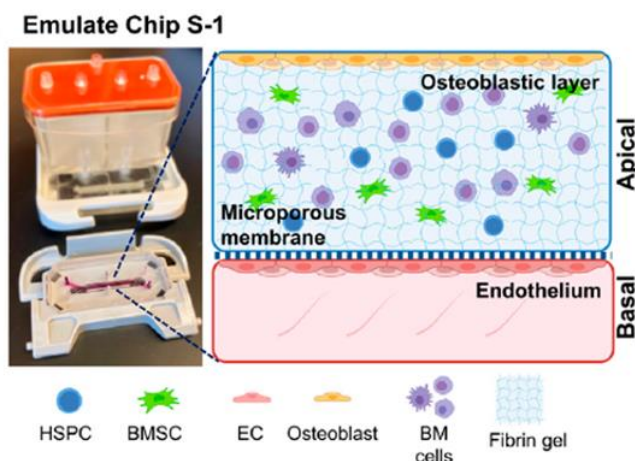 Emulate Chip S-1
Osteoblastic layer
Microporous
membrane
Apical
Endothelium
Basal
HSPC
BMSC
EC
Osteoblast
BM
cells
Fibrin gel